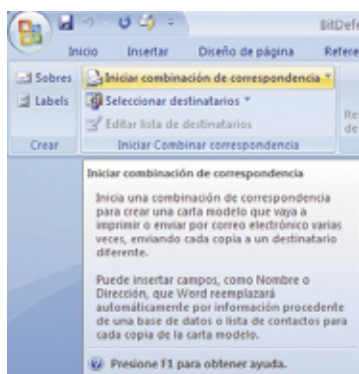 BitDefe
Inicio Insertar Diseño de página Refere
Sobres
Labels
Crear
Iniciar combinación de correspondencia
Seleccionar destinatarios
Editar lista de destinatarios
Iniciar Combinar correspondencia
Re
de
Iniciar combinación de correspondencia
Inicia una combinación de correspondencia
para crear una carta modelo que vaya a
imprimir o enviar por correo electrónico varias
veces, enviando cada copia a un destinatario
diferente.
Puede insertar campos, como Nombre o
Dirección, que Word reemplazará
automáticamente por información procedente
de una base de datos o lista de contactos para
cada copia de la carta modelo.
Presione F1 para obtener ayuda.